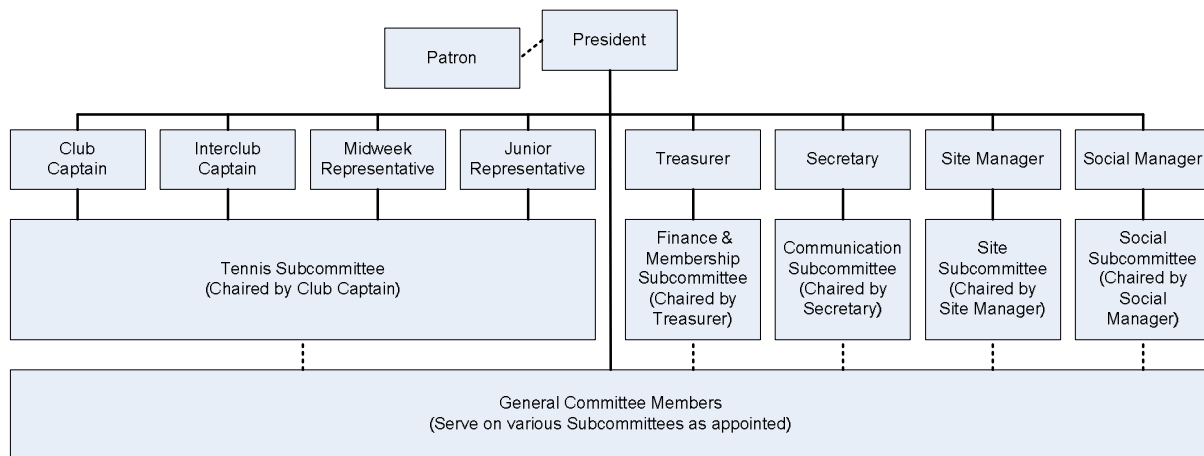 President
Patron
Club
Captain
Interclub
Captain
Midweek
Representative
Junior
Representative
Treasurer
Secretary
Site Manager
Social Manager
Tennis Subcommittee
(Chaired by Club Captain)
Finance &
Membership
Subcommittee
(Chaired by
Treasurer)
Communication
Subcommittee
(Chaired by
Secretary)
Site
Subcommittee
(Chaired by
Site Manager)
Social
Subcommittee
(Chaired by
Social
Manager)
General Committee Members
(Serve on various Subcommittees as appointed)